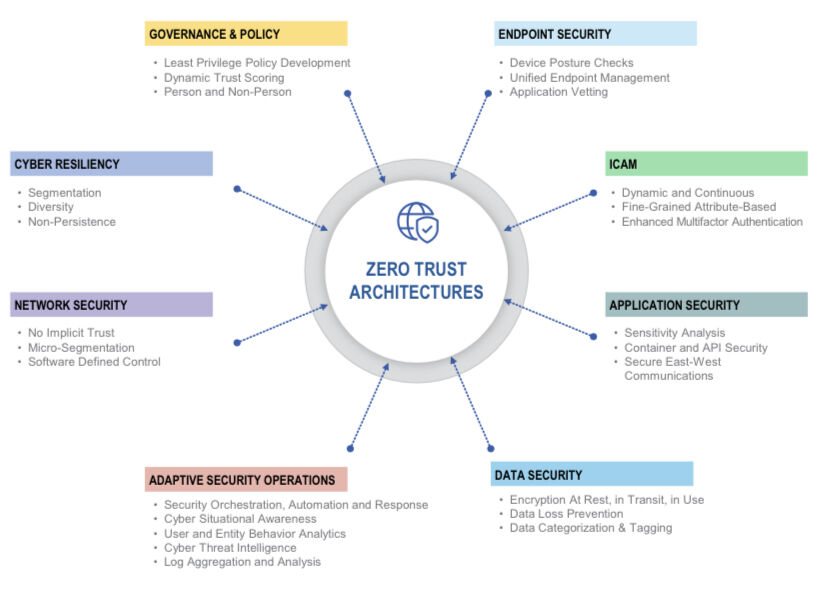 GOVERNANCE & POLICY
• Least Privilege Policy Development
• Dynamic Trust Scoring
• Person and Non-Person
ENDPOINT SECURITY
• Device Posture Checks
• Unified Endpoint Management
• Application Vetting
CYBER RESILIENCY
• Segmentation
• Diversity
• Non-Persistence
ICAM
• Dynamic and Continuous
• Fine-Grained Attribute-Based
• Enhanced Multifactor Authentication
ZERO TRUST
ARCHITECTURES
NETWORK SECURITY
• No Implicit Trust
• Micro-Segmentation
• Software Defined Control
APPLICATION SECURITY
• Sensitivity Analysis
• Container and API Security
• Secure East-West
Communications
ADAPTIVE SECURITY OPERATIONS
• Security Orchestration, Automation and Response
• Cyber Situational Awareness
• User and Entity Behavior Analytics
• Cyber Threat Intelligence
• Log Aggregation and Analysis
DATA SECURITY
• Encryption At Rest, in Transit, in Use
• Data Loss Prevention
• Data Categorization & Tagging